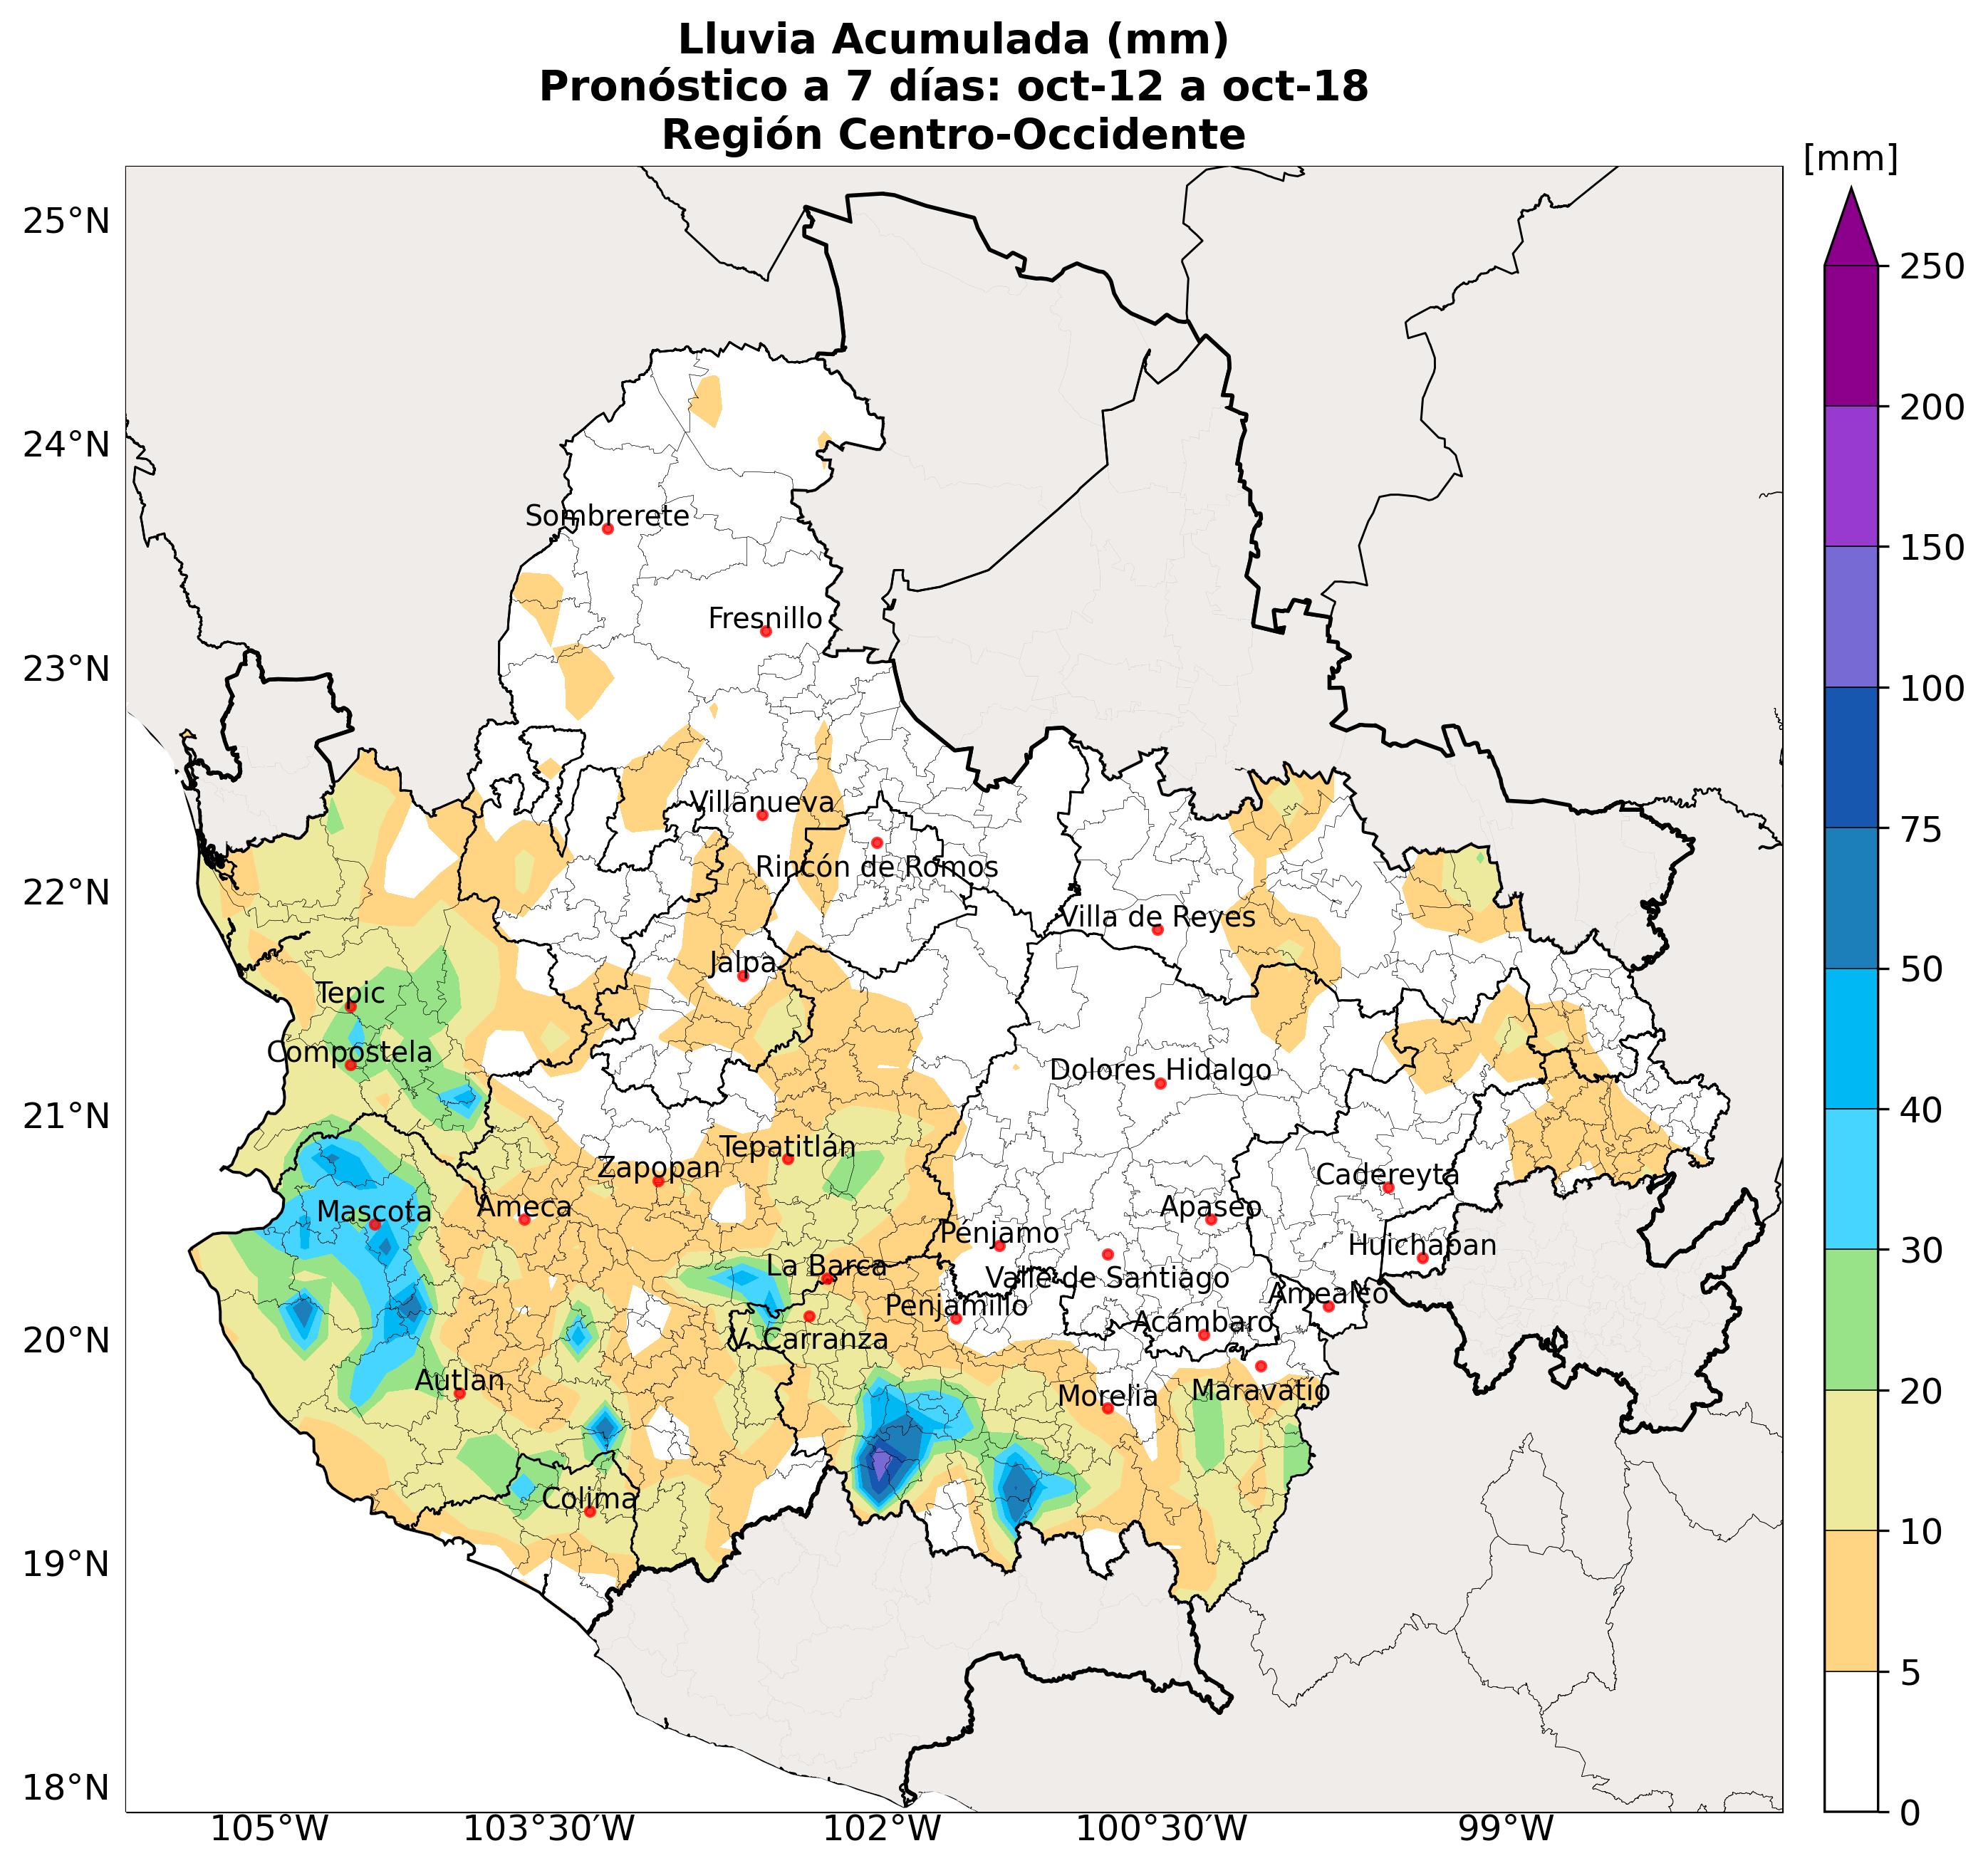 Lluvia Acumulada (mm)
Pronóstico a 7 días: oct-12 a oct-18
Región Centro-Occidente
[mm]
25°N
250
200
24°N
Sombrerete
150
Fresnillo
23°N
100
Villanueva
75
Rincón de Romos
22°N
Villa de Reyes
Jalpa
50
Tepic
Compostela
Dolores Hidalgo
21°N
40
Tepatitlán
Zapopan
Cadereyta
Mascota
Ameca
Apaseo
Pénjamo
Huichapan
30
La Barca
Valle de Santiago
Amealco
Penjamillo
Acámbaro
20°N
V. Carranza
Autlan
Morelia
Maravatío
20
Colima
10
19°N
5
18°N
0
105°W
103°30'W
102°W
100°30'W
99°W